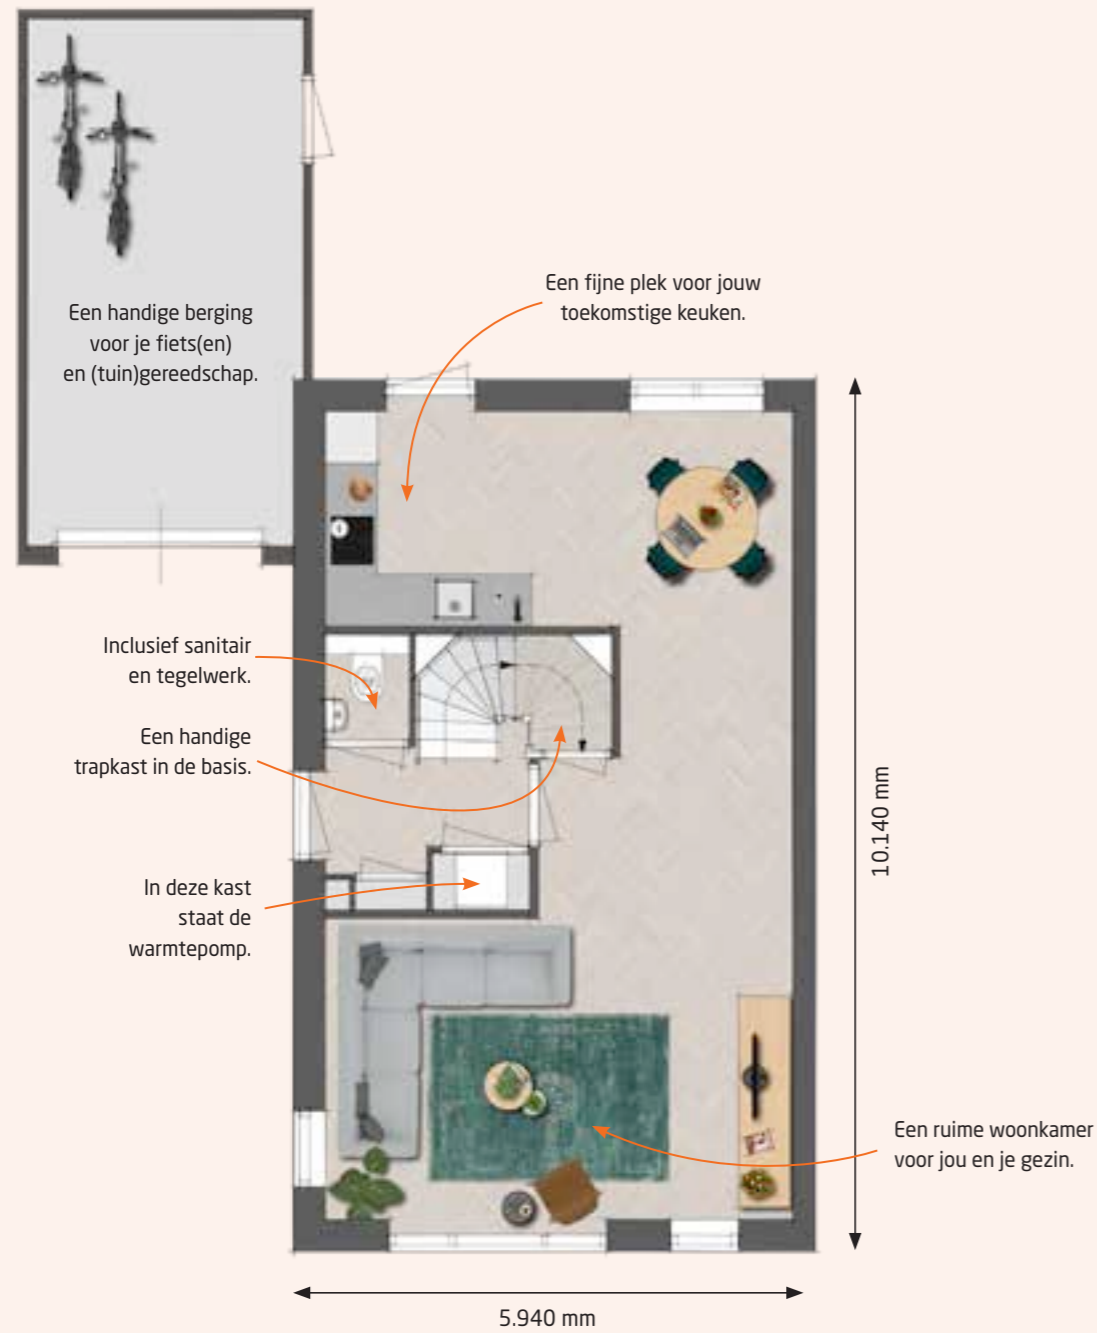 Een handige berging
voor je fiets(en)
en (tuin)gereedschap.
Een fijne plek voor jouw
toekomstige keuken.
Inclusief sanitair
en tegelwerk.
Een handige
trapkast in de basis.
In deze kast
staat de
warmtepomp.
10.140 mm
Een ruime woonkamer
voor jou en je gezin.
5.940 mm